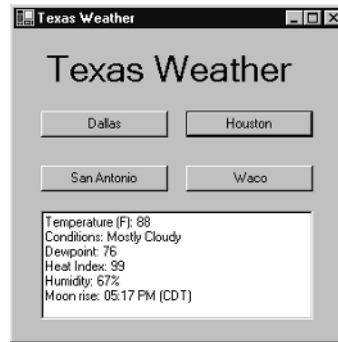 Texas Weather
Texas Weather
Dallas Houston
San Antonio Waco
Temperature (F): 88
Conditions: Mostly Cloudy
Dewpoint: 76
Heat Index: 99
Humidity: 67%
Moon rise: 05:17 PM (CDT)